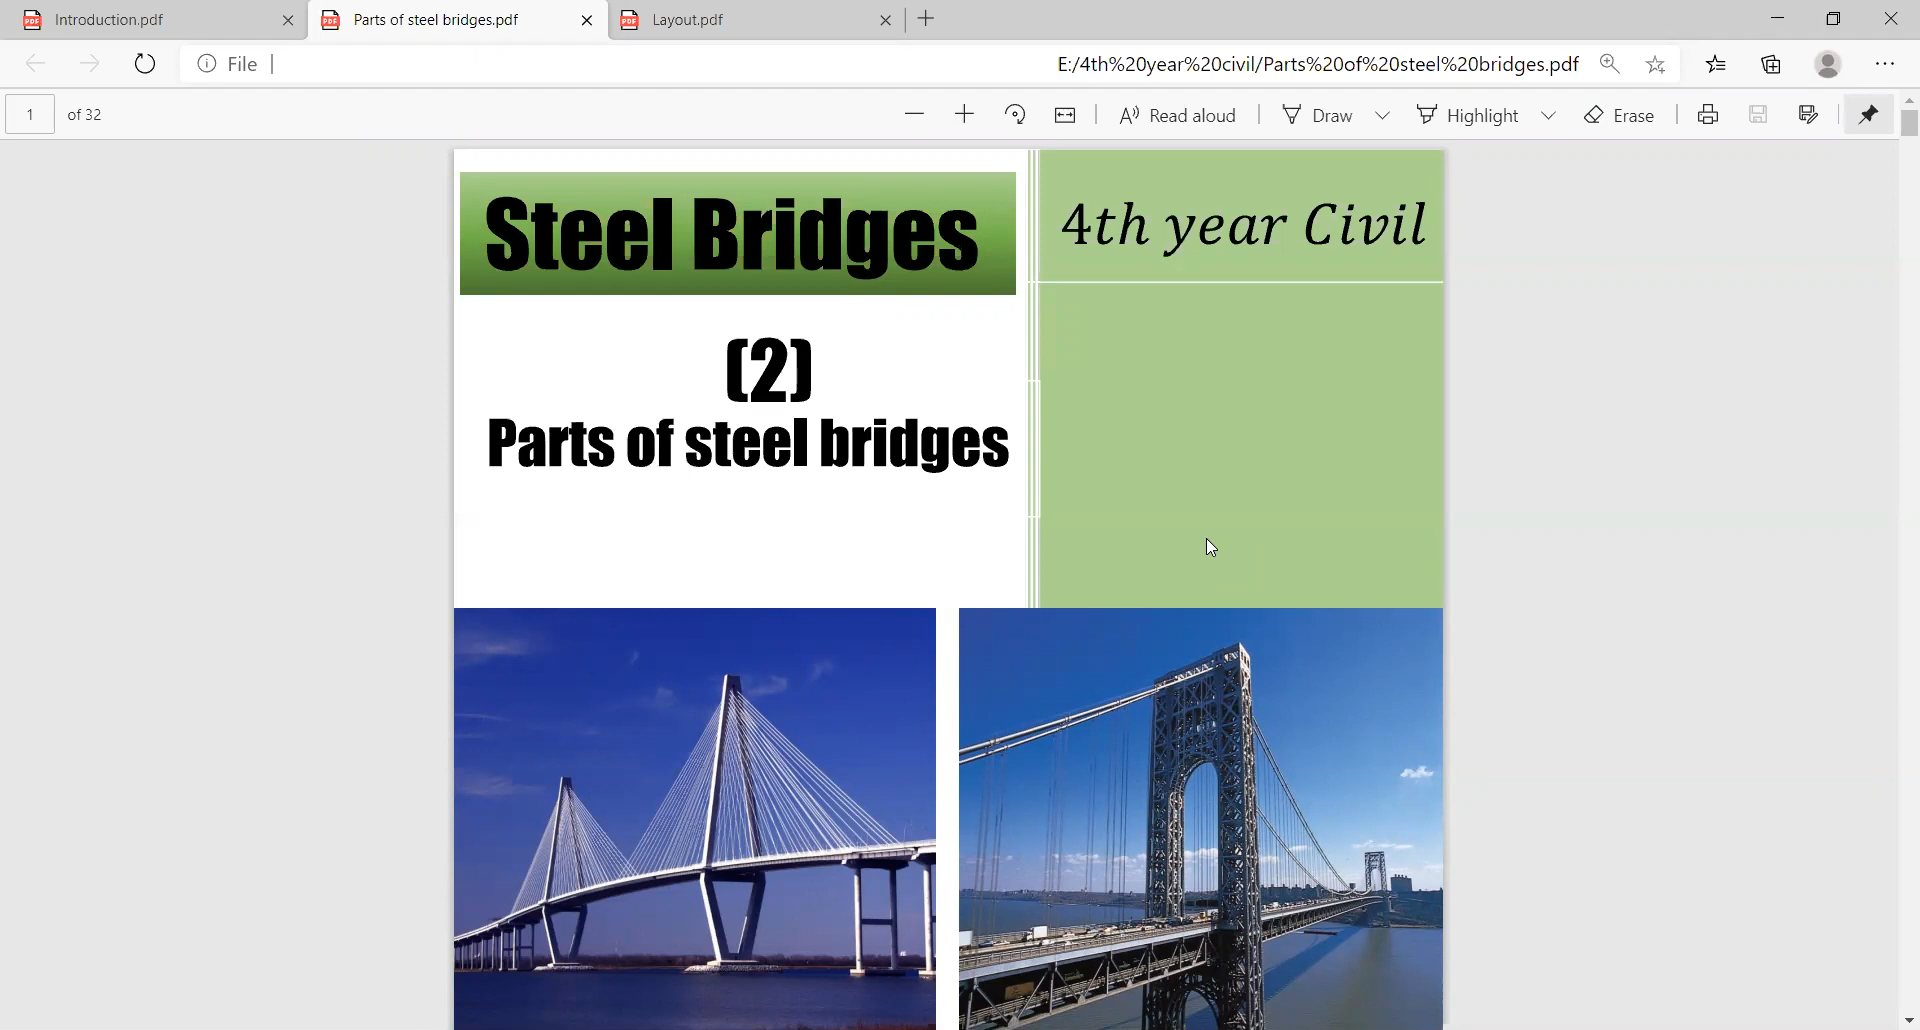 Introduction.pdf
Parts of steel bridges.pdf
Layout.pdf
File
E:/4th%20year%20civil/Parts%20of%20steel%20bridges.pdf
1 of 32
Read aloud
Draw
Highlight
Erase
Steel Bridges
4th year Civil
(2)
Parts of steel bridges